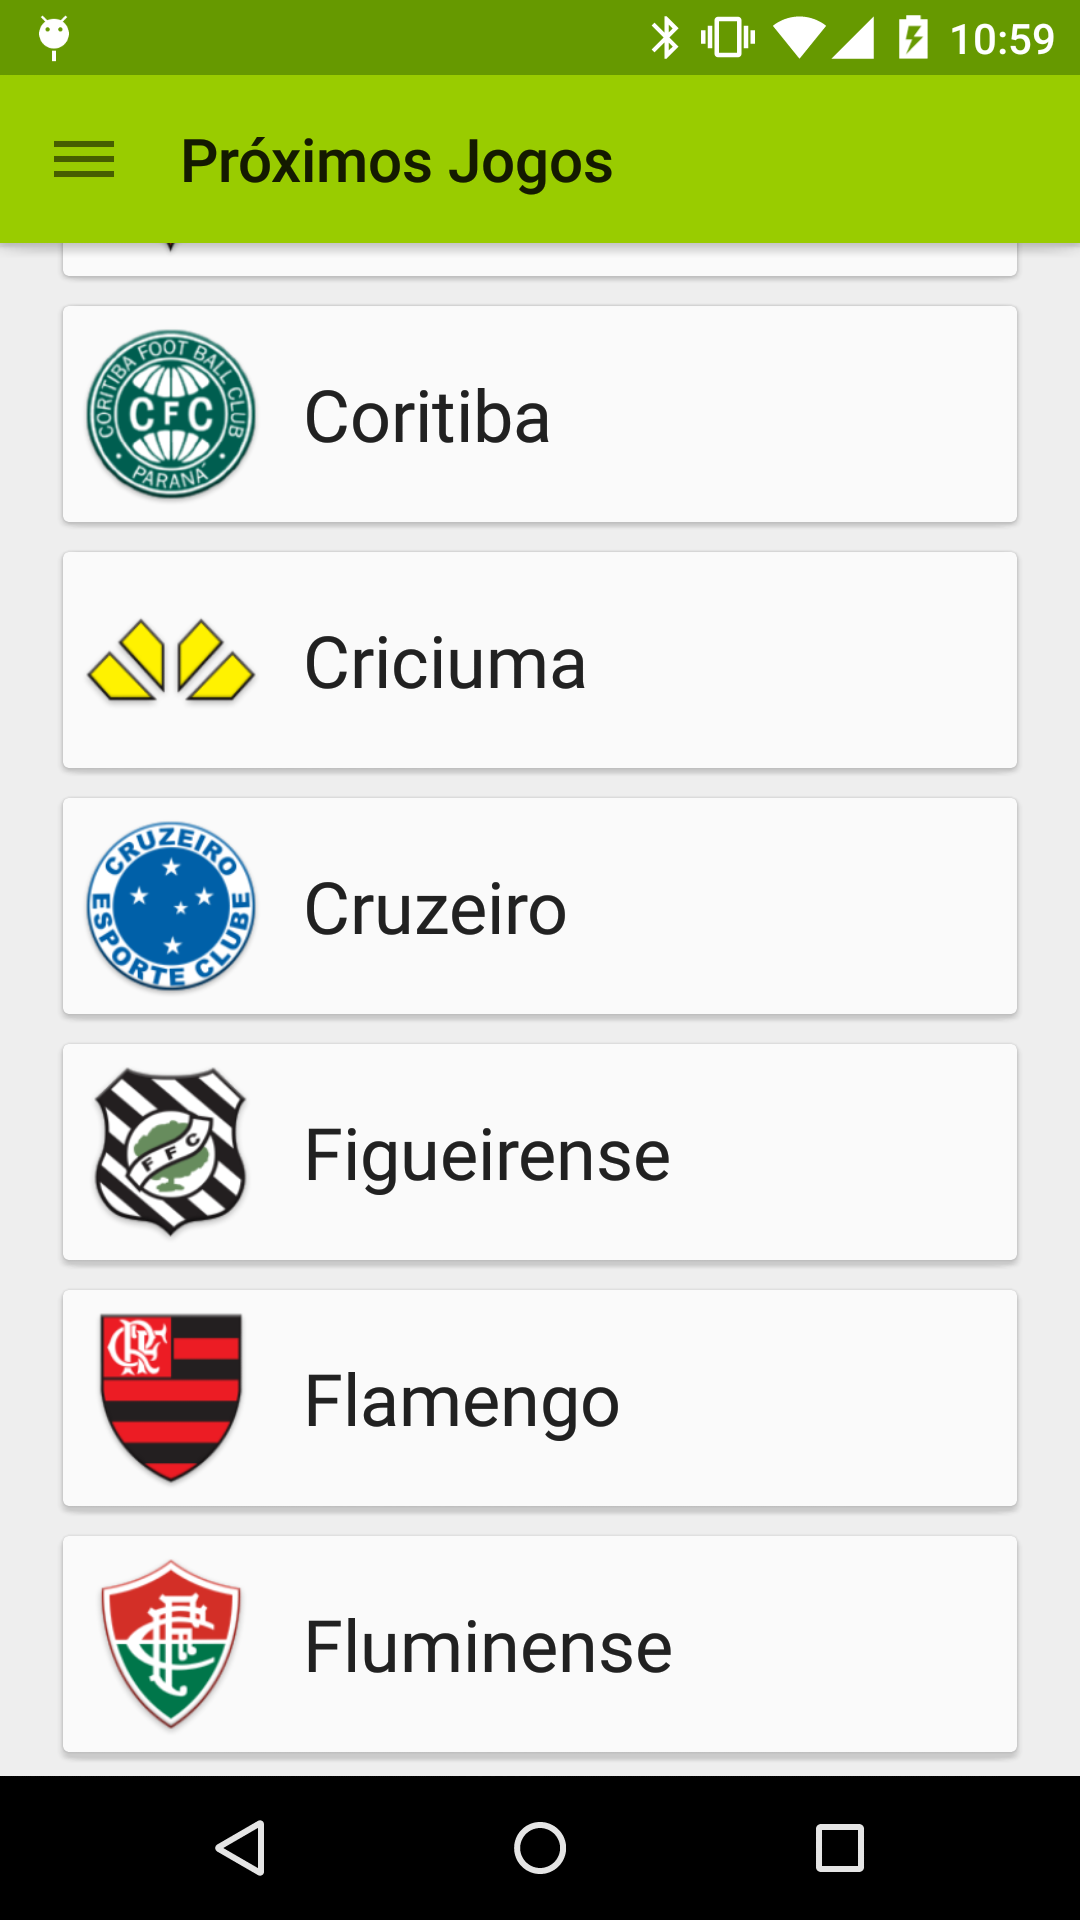 10:59
Próximos Jogos
CORITIBA FOOT BALL CLUB
CFC
PARANÁ
Coritiba
Criciuma
CRUZEIRO
ESPORTE CLUBE
Cruzeiro
FFC
Figueirense
CRF
Flamengo
FFC
Fluminense